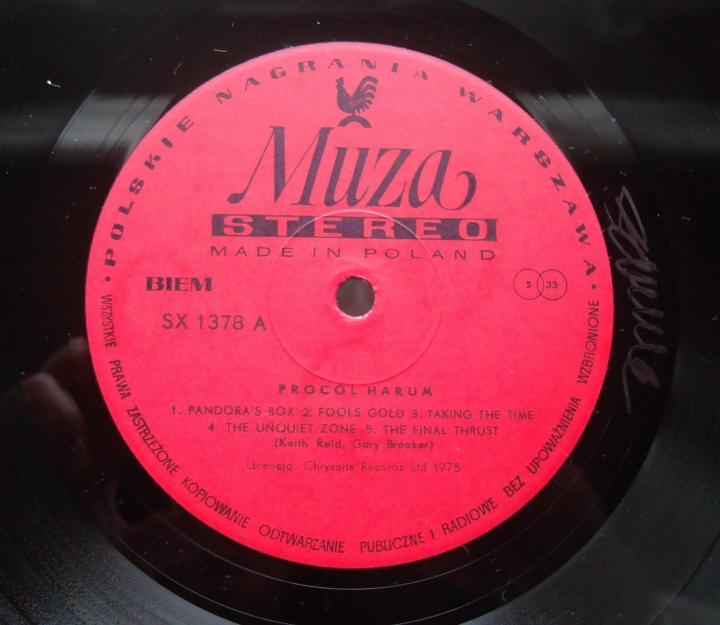 • POLSKIE NAGRANIA WARSZAWA •
Muza
STEREO
MADE IN POLAND
BIEM
S 33
SX 1378 A
PROCOL HARUM
1. PANDORA'S BOX 2. FOOLS GOLD 3. TAKING THE TIME
4. THE UNQUIET ZONE 5. THE FINAL THRUST
(Keith Reid, Gary Brooker)
Licencja Chrysalis Records Ltd 1975
WSZYSTKIE PRAWA ZASTRZEŻONE KOPIOWANIE ODTWARZANIE PUBLICZNE I RADIOWE BEZ UPOWAŻNIENIA WZBRONIONE